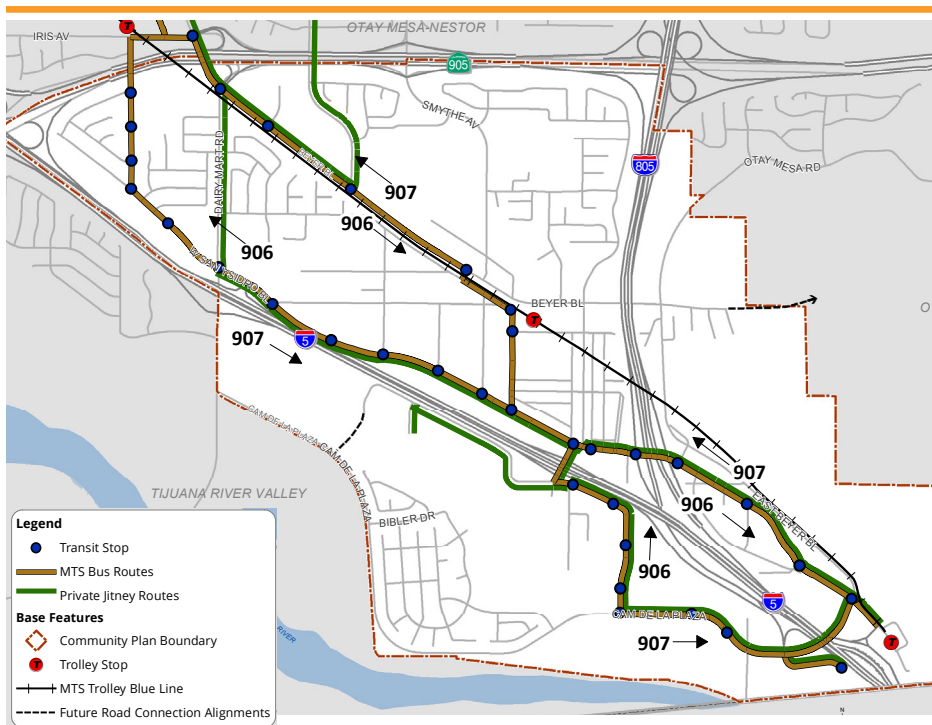 OTAY MESA-NESTOR
IRIS AV
905
SMYTHE AV
805
OTAY MESA RD
DAIRY MART RD
BEYER BL
907
906
906
W SAN YSIDRO BL
BEYER BL
O
907
5
CAM DE LA PLAZA
CAM DE LA PLAZA
907
TIJUANA RIVER VALLEY
906
EAST BEYER BL
BIBLER DR
906
5
CAM DE LA PLAZA
907
RIVER
N
Legend
Transit Stop
MTS Bus Routes
Private Jitney Routes
Base Features
Community Plan Boundary
T Trolley Stop
MTS Trolley Blue Line
Future Road Connection Alignments